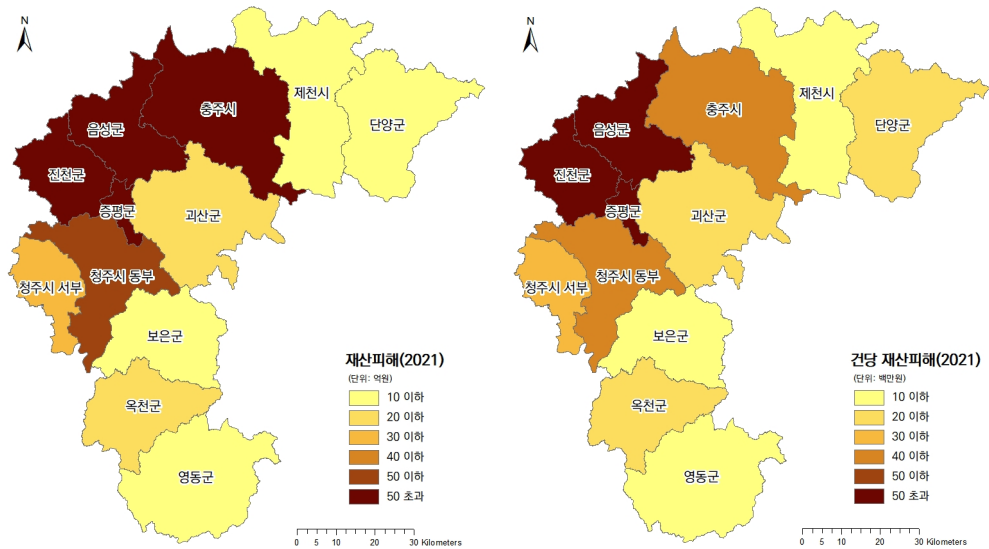 N
제천시
단양군
충주시
음성군
진천군
증평군
괴산군
청주시 동부
청주시 서부
보은군
옥천군
영동군
재산피해(2021)
(단위: 억원)
10 이하
20 이하
30 이하
40 이하
50 이하
50 초과
0 5 10 20 30 Kilometers
N
제천시
단양군
충주시
음성군
진천군
증평군
괴산군
청주시 동부
청주시 서부
보은군
옥천군
영동군
건당 재산피해(2021)
(단위: 백만원)
10 이하
20 이하
30 이하
40 이하
50 이하
50 초과
0 5 10 20 30 Kilometers